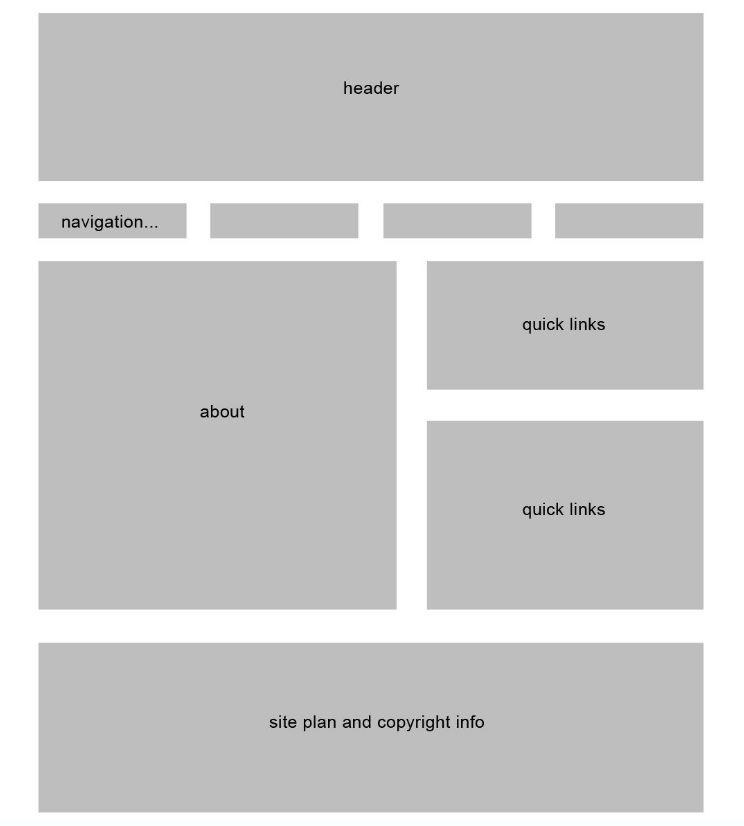 header
navigation...
about
quick links
quick links
site plan and copyright info